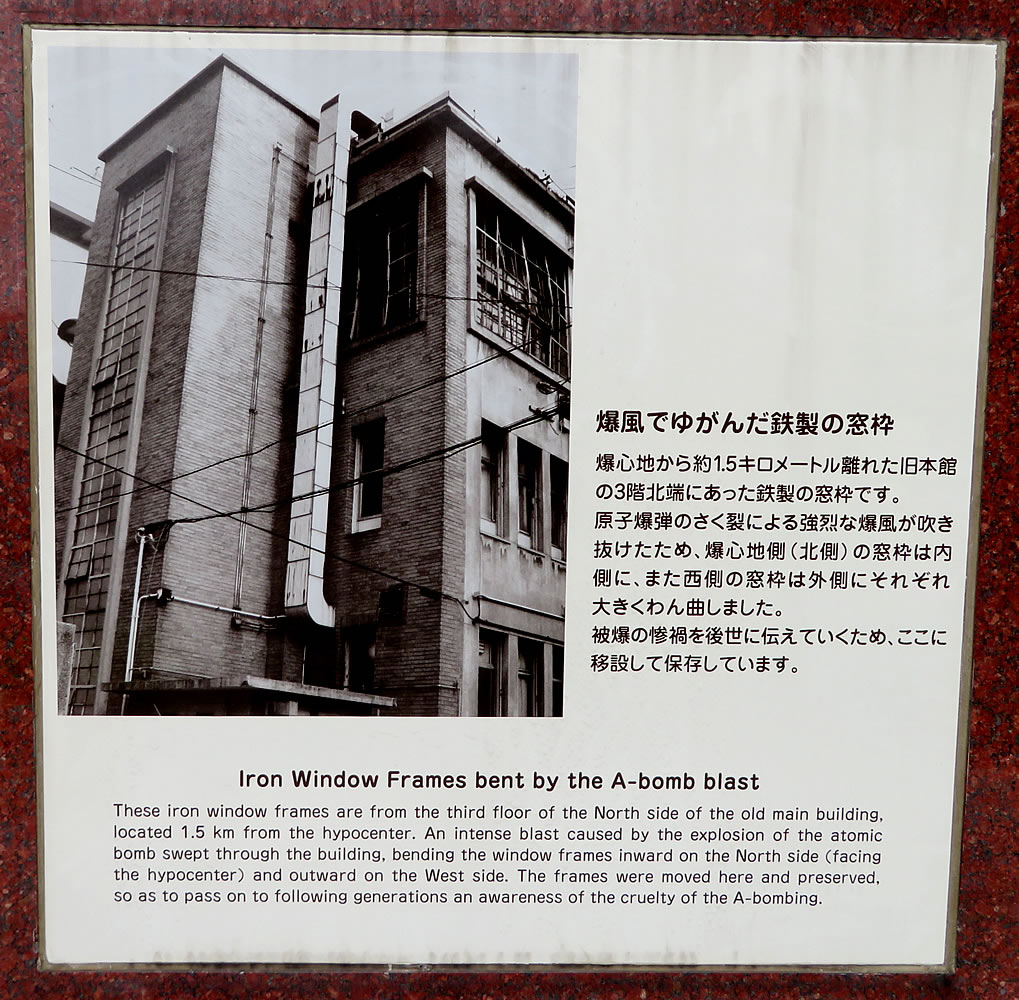 爆風でゆがんだ鉄製の窓枠
爆心地から約1.5キロメートル離れた旧本館
の3階北端にあった鉄製の窓枠です。
原子爆弾のさく裂による強烈な爆風が吹き
抜けたため、爆心地側(北側)の窓枠は内
側に、また西側の窓枠は外側にそれぞれ
大きくわん曲しました。
被爆の惨禍を後世に伝えていくため、ここに
移設して保存しています。
Iron Window Frames bent by the A-bomb blast
These iron window frames are from the third floor of the North side of the old main building,
located 1.5 km from the hypocenter. An intense blast caused by the explosion of the atomic
bomb swept through the building, bending the window frames inward on the North side (facing
the hypocenter) and outward on the West side. The frames were moved here and preserved,
so as to pass on to following generations an awareness of the cruelty of the A-bombing.